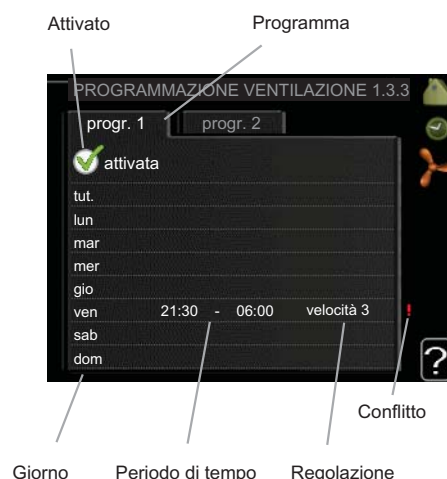 Attivato Programma
PROGRAMMAZIONE VENTILAZIONE 1.3.3
progr. 1 progr. 2
attivata
tut.
lun
mar
mer
gio
ven 21:30 - 06:00 velocità 3 !
sab
dom
?
Conflitto
Giorno Periodo di tempo Regolazione